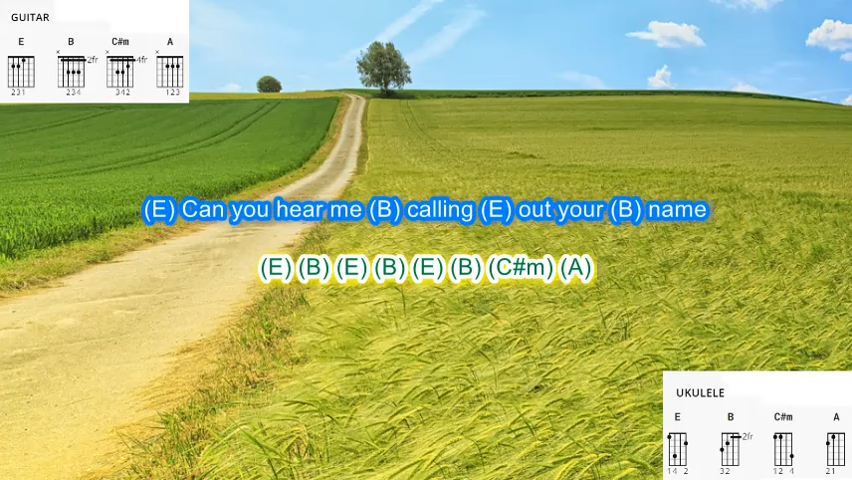 GUITAR
E B C#m A
2fr 4fr
231 234 342 123
(E) Can you hear me (B) calling (E) out your (B) name
(E) (B) (E) (B) (E) (B) (C#m) (A)
UKULELE
E B C#m A
2fr
14 2 32 12 4 21